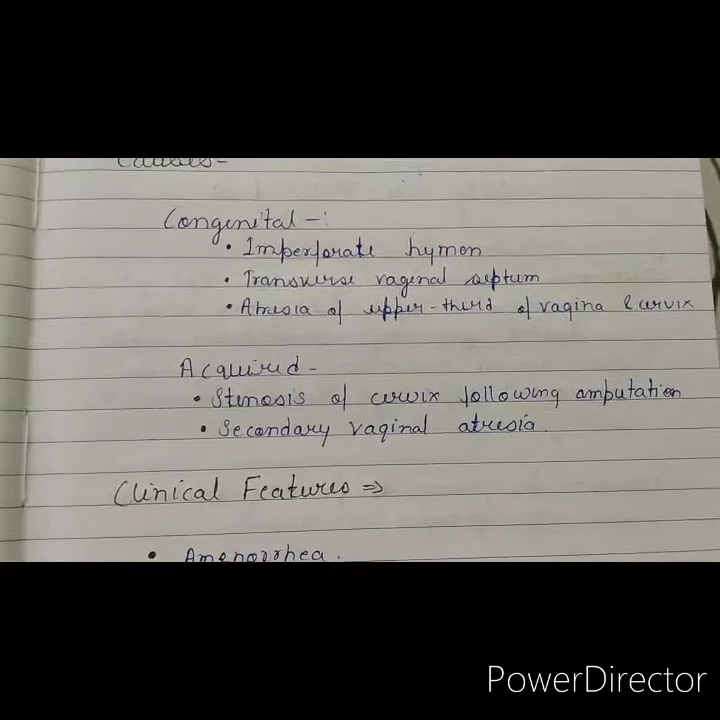 Causes-
Congenital -:
• Imperforate hymen
• Transverse vaginal septum
• Atresia of upper-third of vagina & cervix
Acquired -
• Stenosis of cervix following amputation
• Secondary vaginal atresia.
Clinical Features ⇒
• Amenorrhea.
PowerDirector